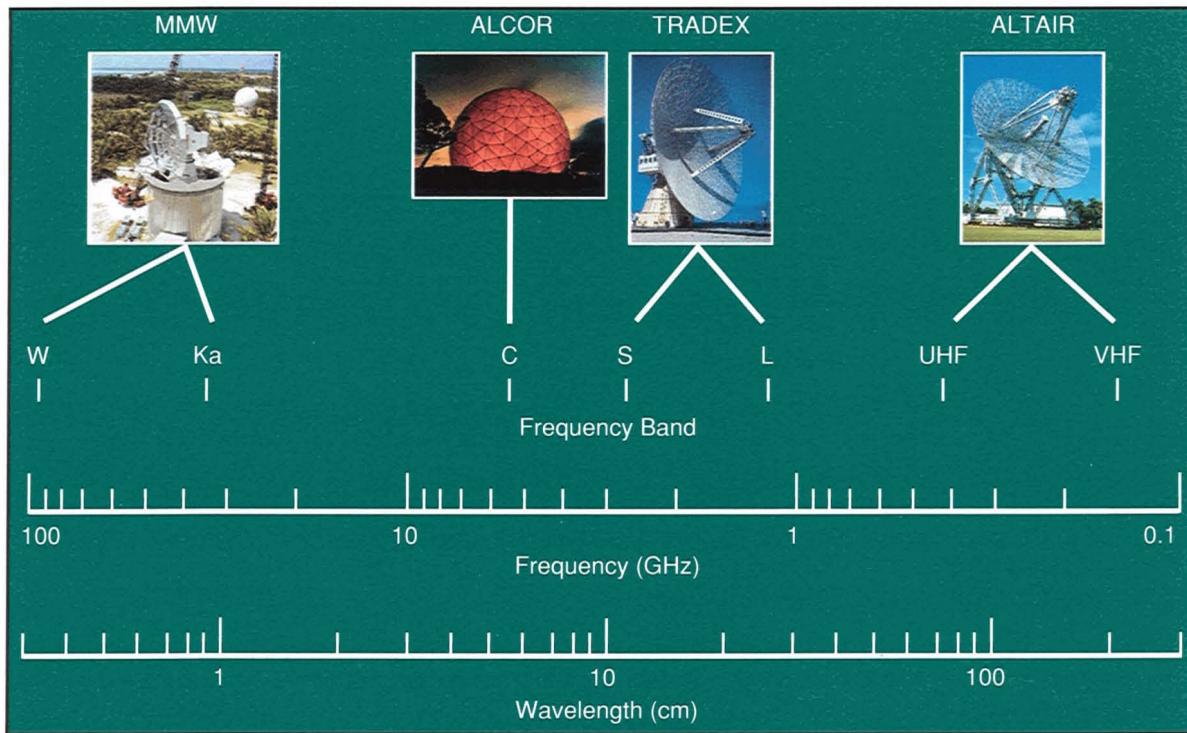 MMW ALCOR TRADEX ALTAIR
W Ka C S L UHF VHF
Frequency Band
100 10 1 0.1
Frequency (GHz)
1 10 100
Wavelength (cm)